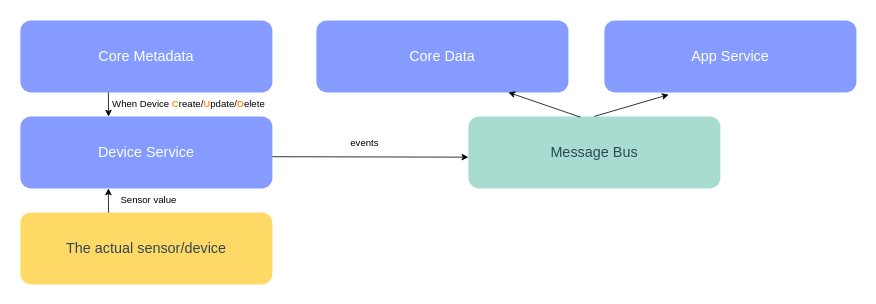 Core Metadata
Core Data
App Service
When Device Create/Update/Delete
Device Service
events
Message Bus
Sensor value
The actual sensor/device